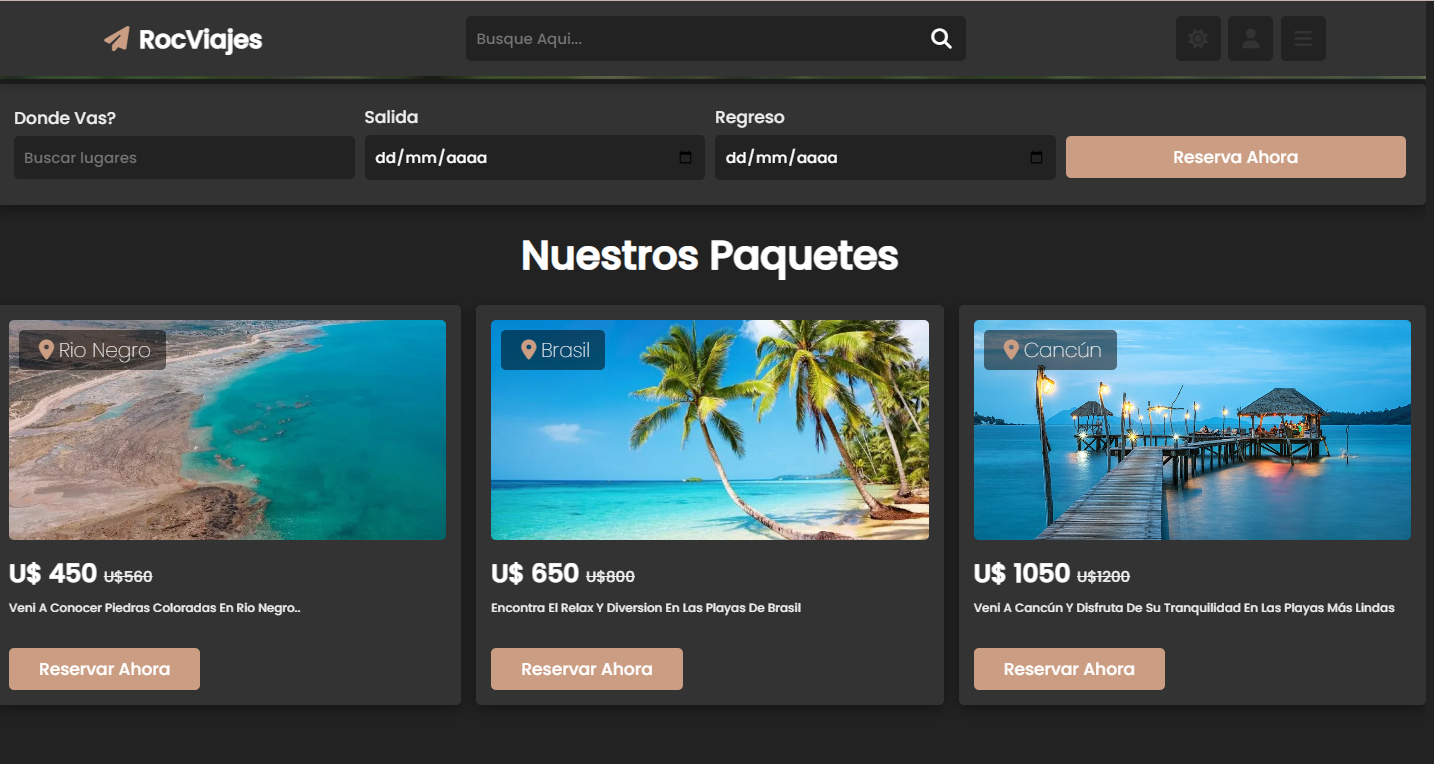 RocViajes
Busque Aqui...
Donde Vas?
Salida
Regreso
Buscar lugares
dd/mm/aaaa
dd/mm/aaaa
Reserva Ahora
Nuestros Paquetes
Rio Negro
Brasil
Cancún
U$ 450 U$560
U$ 650 U$800
U$ 1050 U$1200
Veni A Conocer Piedras Coloradas En Rio Negro..
Encontra El Relax Y Diversion En Las Playas De Brasil
Veni A Cancún Y Disfruta De Su Tranquilidad En Las Playas Más Lindas
Reservar Ahora
Reservar Ahora
Reservar Ahora